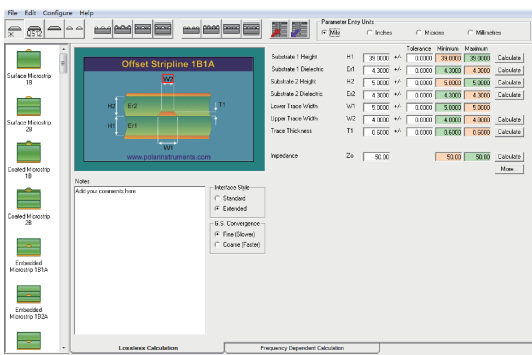 File Edit Configure Help
Parameter Entry Units
Mils Inches Microns Millimetres
Surface Microstrip
1B
Surface Microstrip
2B
Coated Microstrip
1B
Coated Microstrip
2B
Embedded
Microstrip 1B1A
Embedded
Microstrip 1B2A
Offset Stripline 1B1A
W2
H2 Er2 T1
H1 Er1
W1
www.polarinstruments.com
Notes
Add your comments here
Interface Style
Standard
Extended
G.S. Convergence
Fine (Slower)
Coarse (Faster)
Tolerance Minimum Maximum
Substrate 1 Height H1 39.0000 +/- 0.0000 39.0000 39.0000 Calculate
Substrate 1 Dielectric Er1 4.3000 +/- 0.0000 4.3000 4.3000 Calculate
Substrate 2 Height H2 5.0000 +/- 0.0000 5.0000 5.0000 Calculate
Substrate 2 Dielectric Er2 4.3000 +/- 0.0000 4.3000 4.3000 Calculate
Lower Trace Width W1 5.0000 +/- 0.0000 5.0000 5.0000
Upper Trace Width W2 4.0000 +/- 0.0000 4.0000 4.0000 Calculate
Trace Thickness T1 0.6000 +/- 0.0000 0.6000 0.6000 Calculate
Impedance Zo 50.00 50.00 50.00 Calculate
More...
Lossless Calculation Frequency Dependent Calculation